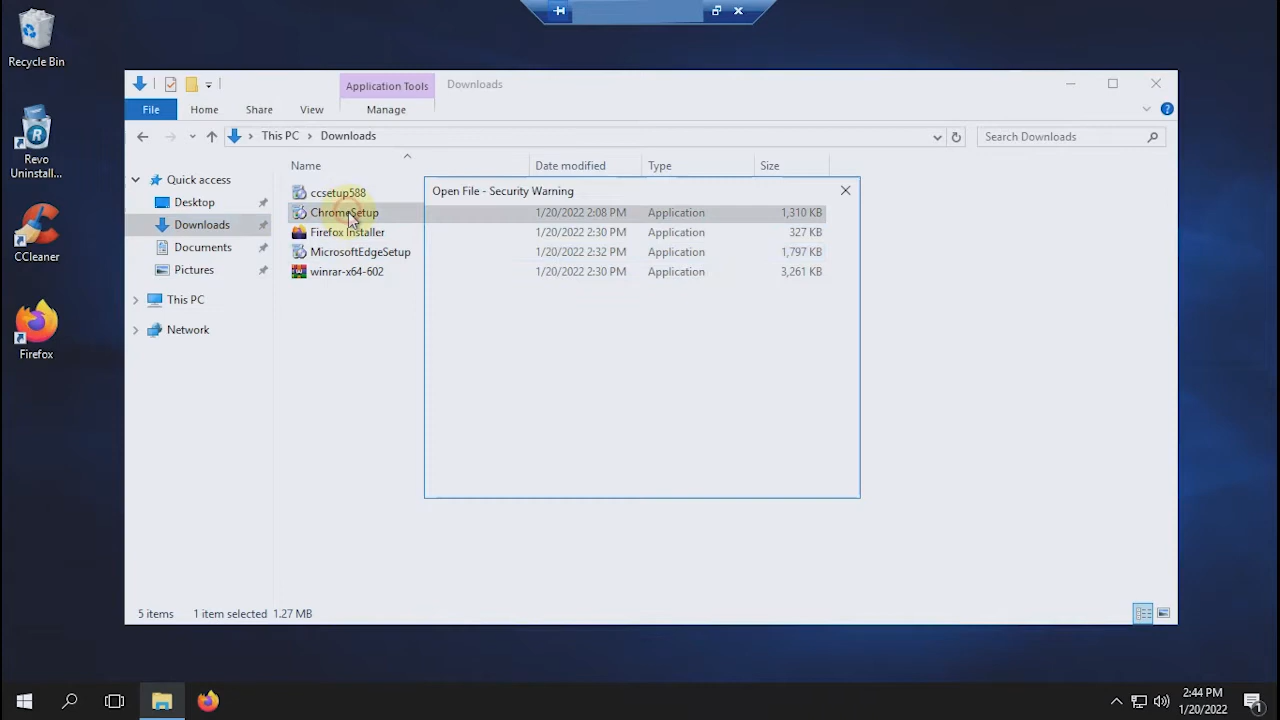 Recycle Bin
Revo
Uninstall...
CCleaner
Firefox
Application Tools
Downloads
File
Home
Share
View
Manage
This PC
Downloads
Search Downloads
Quick access
Desktop
Downloads
Documents
Pictures
This PC
Network
Name
Date modified
Type
Size
Open File - Security Warning
ccsetup588
ChromeSetup
1/20/2022 2:08 PM
Application
1,310 KB
Firefox Installer
1/20/2022 2:30 PM
Application
327 KB
MicrosoftEdgeSetup
1/20/2022 2:32 PM
Application
1,797 KB
winrar-x64-602
1/20/2022 2:30 PM
Application
3,261 KB
5 items
1 item selected
1.27 MB
2:44 PM
1/20/2022
1